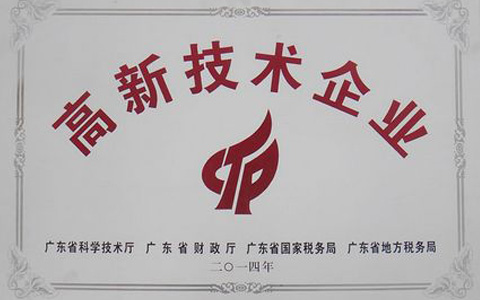 高新技术企业
广东省科学技术厅 广东省财政厅 广东省国家税务局 广东省地方税务局
二〇一四年